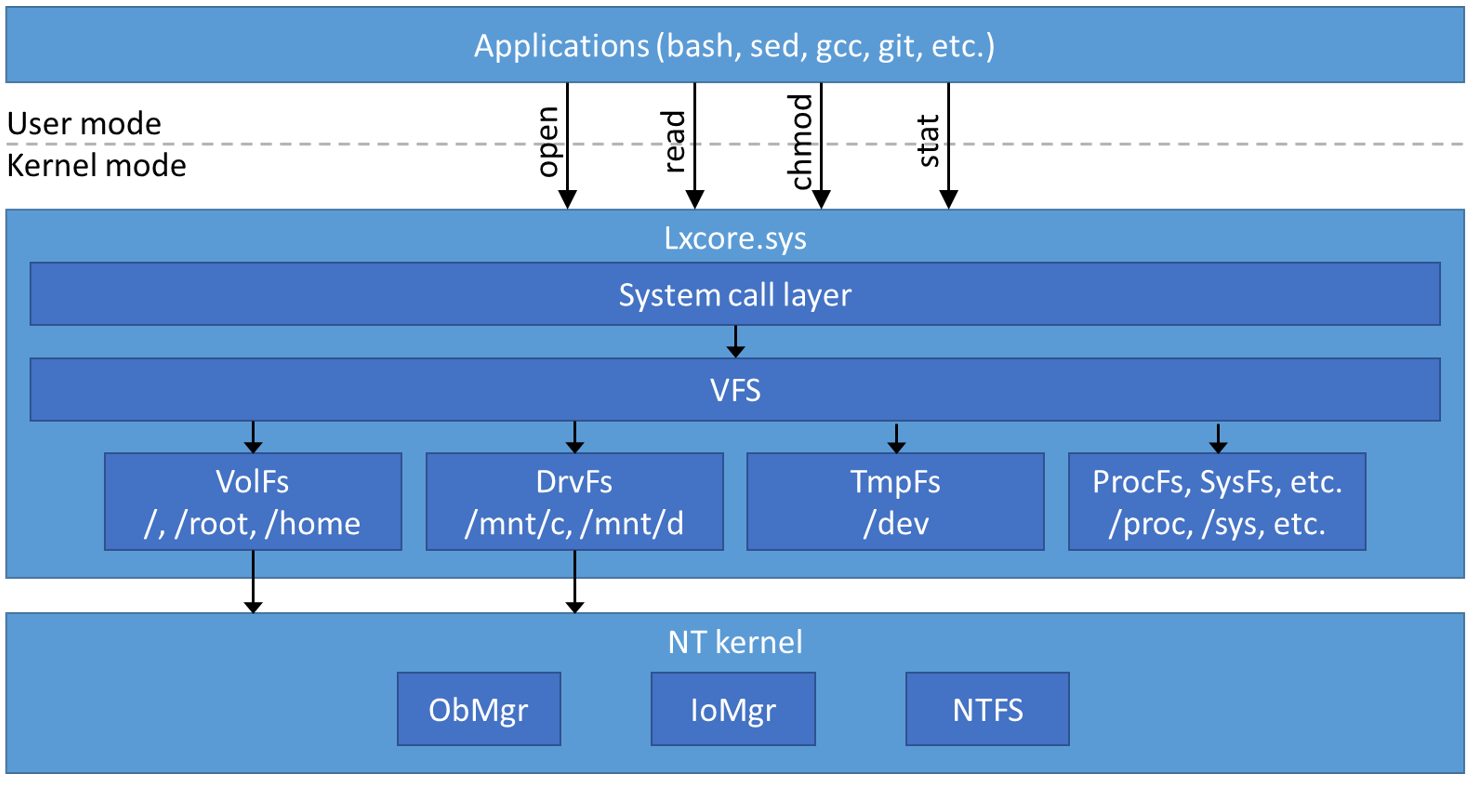 Applications (bash, sed, gcc, git, etc.)
User mode
Kernel mode
open
read
chmod
stat
Lxcore.sys
System call layer
VFS
VolFs
/, /root, /home
DrvFs
/mnt/c, /mnt/d
TmpFs
/dev
ProcFs, SysFs, etc.
/proc, /sys, etc.
NT kernel
ObMgr
IoMgr
NTFS